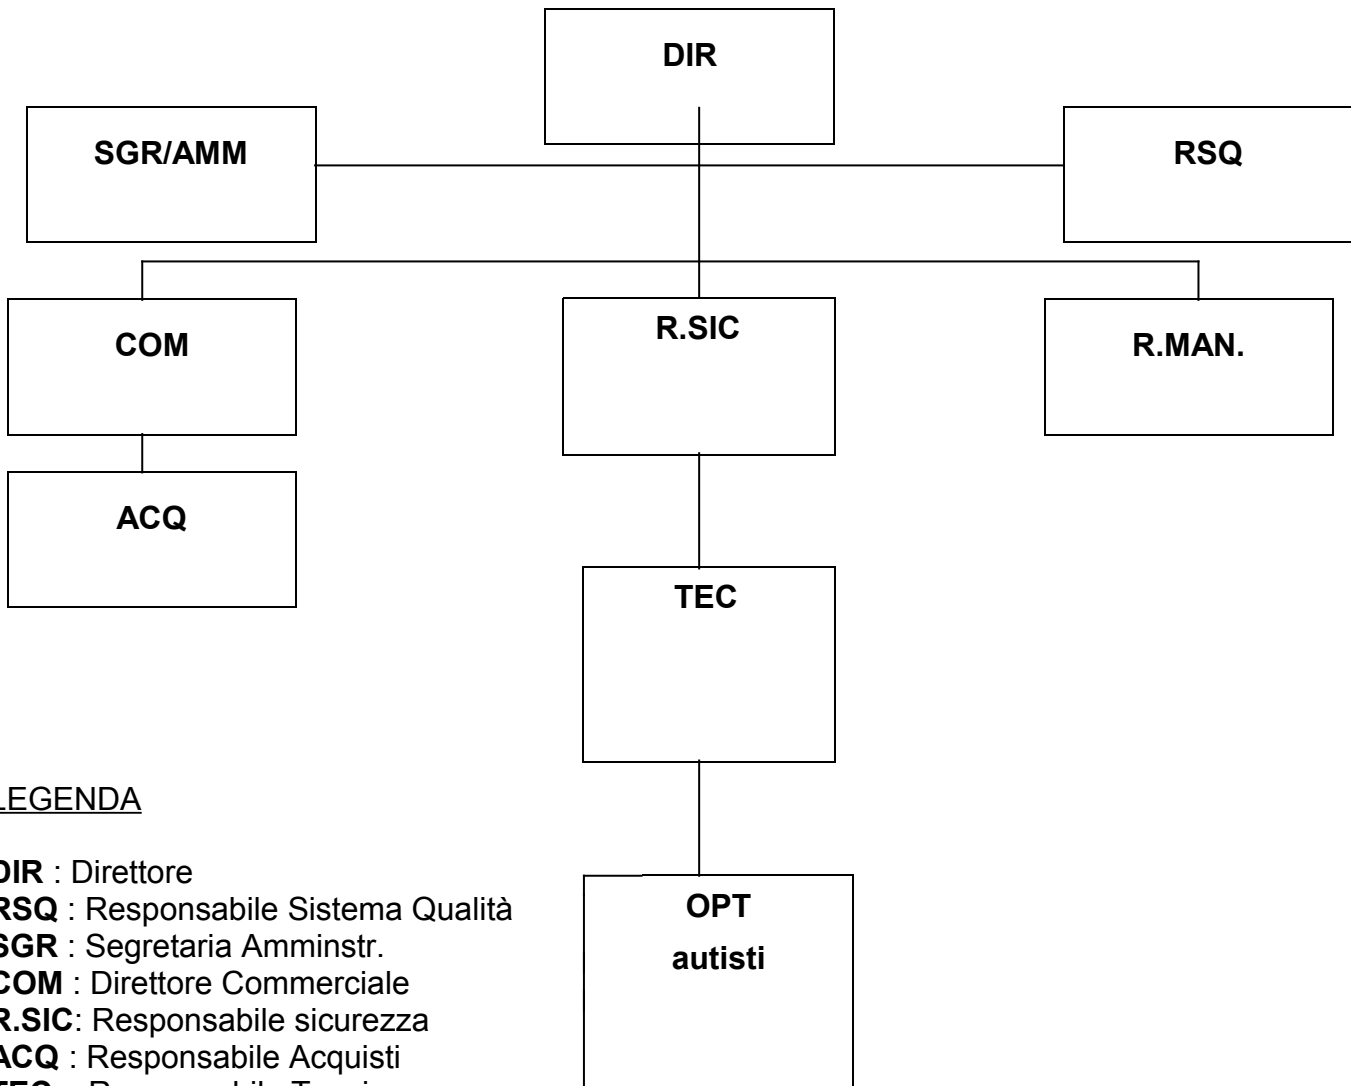 DIR
SGR/AMM
RSQ
COM
R.SIC
R.MAN.
ACQ
TEC
LEGENDA
DIR : Direttore
RSQ : Responsabile Sistema Qualità
SGR : Segretaria Amminstr.
COM : Direttore Commerciale
R.SIC: Responsabile sicurezza
ACQ : Responsabile Acquisti
OPT
autisti